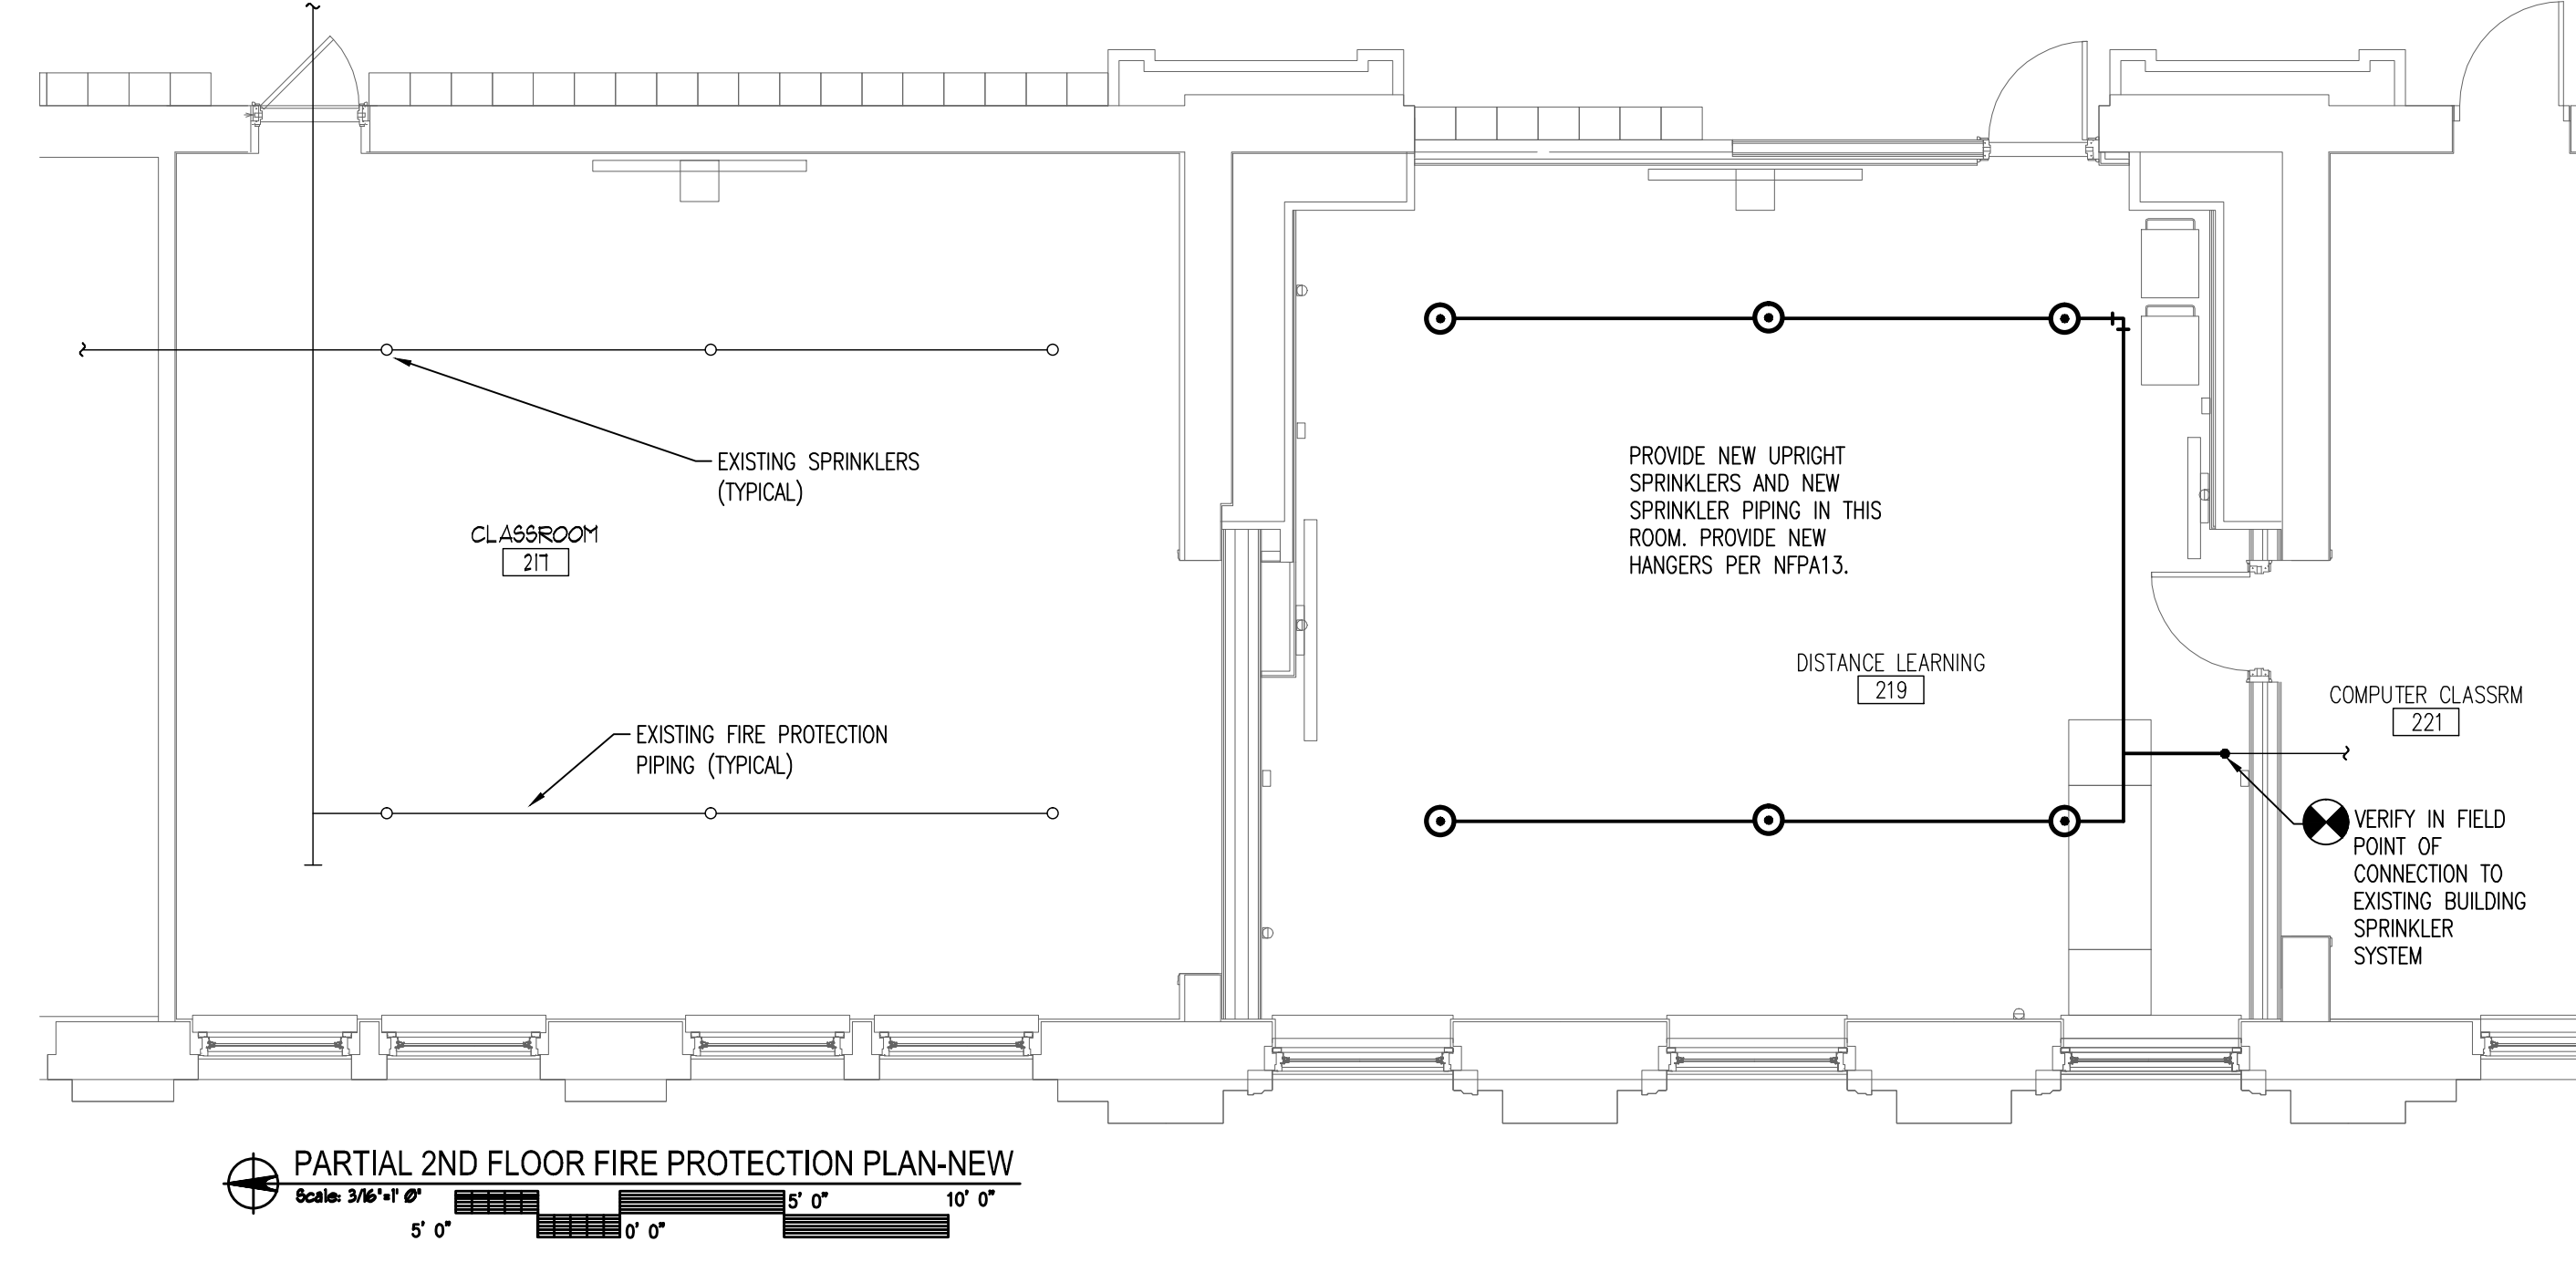 EXISTING SPRINKLERS
(TYPICAL)
CLASSROOM
217
EXISTING FIRE PROTECTION
PIPING (TYPICAL)
PROVIDE NEW UPRIGHT
SPRINKLERS AND NEW
SPRINKLER PIPING IN THIS
ROOM. PROVIDE NEW
HANGERS PER NFPA13.
DISTANCE LEARNING
219
COMPUTER CLASSRM
221
VERIFY IN FIELD
POINT OF
CONNECTION TO
EXISTING BUILDING
SPRINKLER
SYSTEM
PARTIAL 2ND FLOOR FIRE PROTECTION PLAN-NEW
Scale: 3/16"=1' 0"
5' 0" 10' 0"
5' 0" 0' 0"